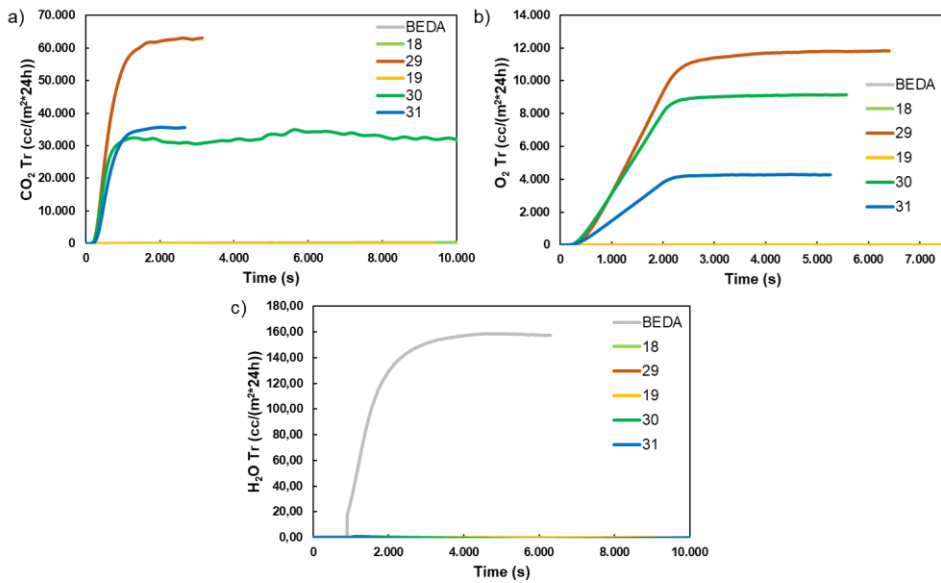 a)
CO₂ Tr (cc/(m²*24h))
70.000
60.000
50.000
40.000
30.000
20.000
10.000
0
0 2.000 4.000 6.000 8.000 10.000
Time (s)
BEDA
18
29
19
30
31
b)
O₂ Tr (cc/(m²*24h))
14.000
12.000
10.000
8.000
6.000
4.000
2.000
0
0 1.000 2.000 3.000 4.000 5.000 6.000 7.000
Time (s)
BEDA
18
29
19
30
31
c)
H₂O Tr (cc/(m²*24h))
180,00
160,00
140,00
120,00
100,00
80,00
60,00
40,00
20,00
0,00
0 2.000 4.000 6.000 8.000 10.000
Time (s)
BEDA
18
29
19
30
31